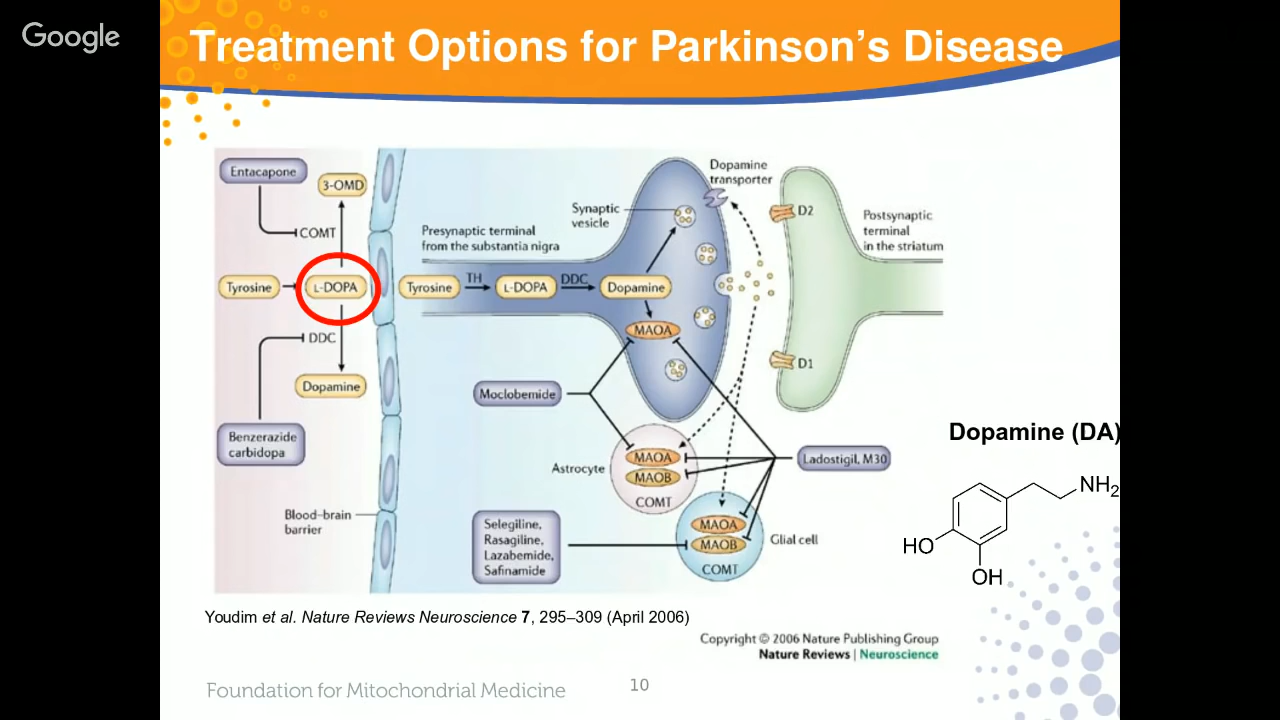 Google
Treatment Options for Parkinson's Disease
Entacapone
3-OMD
COMT
Tyrosine
L-DOPA
DDC
Dopamine
Benzerazide
carbidopa
Blood–brain
barrier
Presynaptic terminal
from the substantia nigra
Tyrosine
TH
L-DOPA
DDC
Dopamine
Synaptic
vesicle
Dopamine
transporter
MAOA
D2
D1
Postsynaptic
terminal
in the striatum
Moclobemide
Astrocyte
MAOA
MAOB
COMT
Ladostigil, M30
Selegiline,
Rasagiline,
Lazabemide,
Safinamide
MAOA
MAOB
COMT
Glial cell
Dopamine (DA)
NH2
HO
OH
Youdim et al. Nature Reviews Neuroscience 7, 295–309 (April 2006)
Copyright © 2006 Nature Publishing Group
Nature Reviews | Neuroscience
Foundation for Mitochondrial Medicine
10